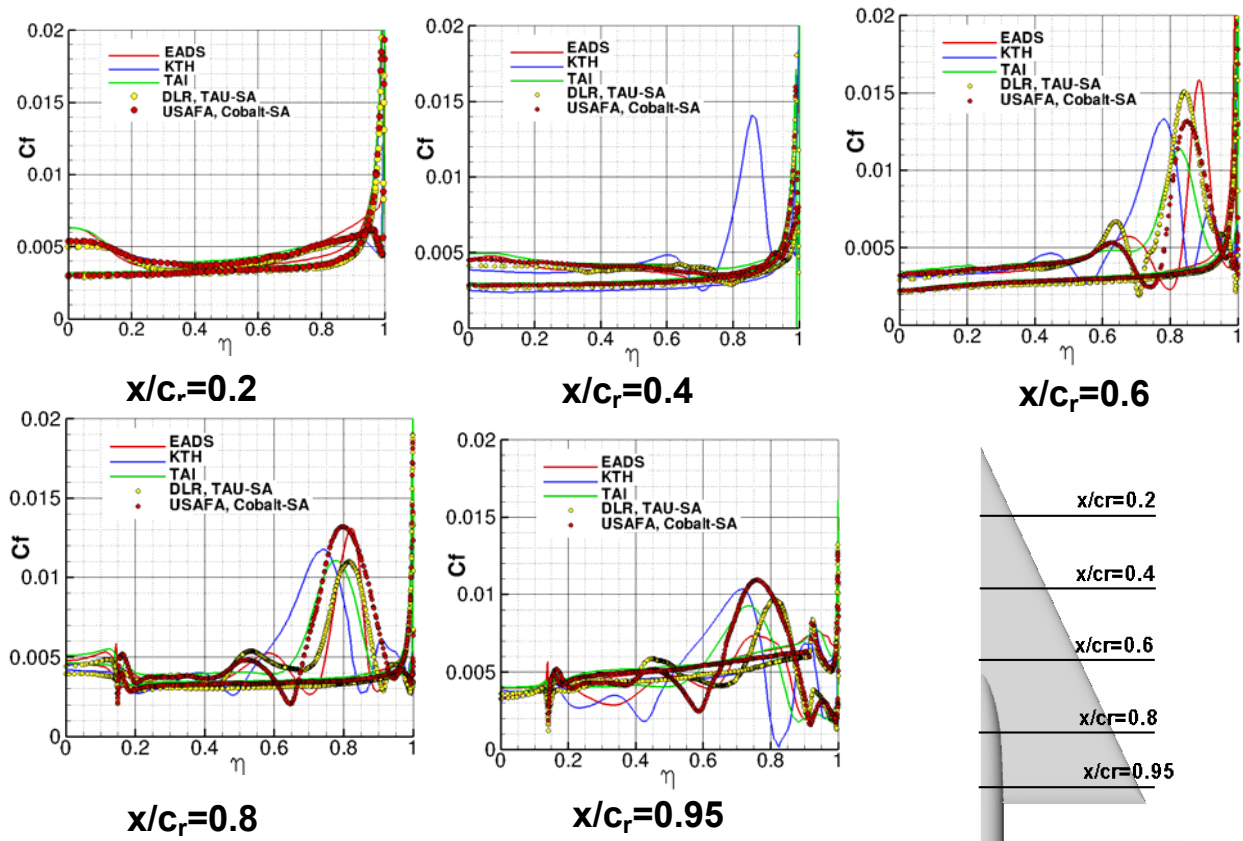 0.02
0.015
0.01
0.005
0
Cf
0 0.2 0.4 0.6 0.8 1
η
EADS
KTH
TAI
DLR, TAU-SA
USAFA, Cobalt-SA
x/cr=0.2
0.02
0.015
0.01
0.005
0
Cf
0 0.2 0.4 0.6 0.8 1
η
EADS
KTH
TAI
DLR, TAU-SA
USAFA, Cobalt-SA
x/cr=0.4
0.02
0.015
0.01
0.005
0
Cf
0 0.2 0.4 0.6 0.8 1
η
EADS
KTH
TAI
DLR, TAU-SA
USAFA, Cobalt-SA
x/cr=0.6
0.02
0.015
0.01
0.005
0
Cf
0 0.2 0.4 0.6 0.8 1
η
EADS
KTH
TAI
DLR, TAU-SA
USAFA, Cobalt-SA
x/cr=0.8
0.02
0.015
0.01
0.005
0
Cf
0 0.2 0.4 0.6 0.8 1
η
EADS
KTH
TAI
DLR, TAU-SA
USAFA, Cobalt-SA
x/cr=0.95
x/cr=0.2
x/cr=0.4
x/cr=0.6
x/cr=0.8
x/cr=0.95